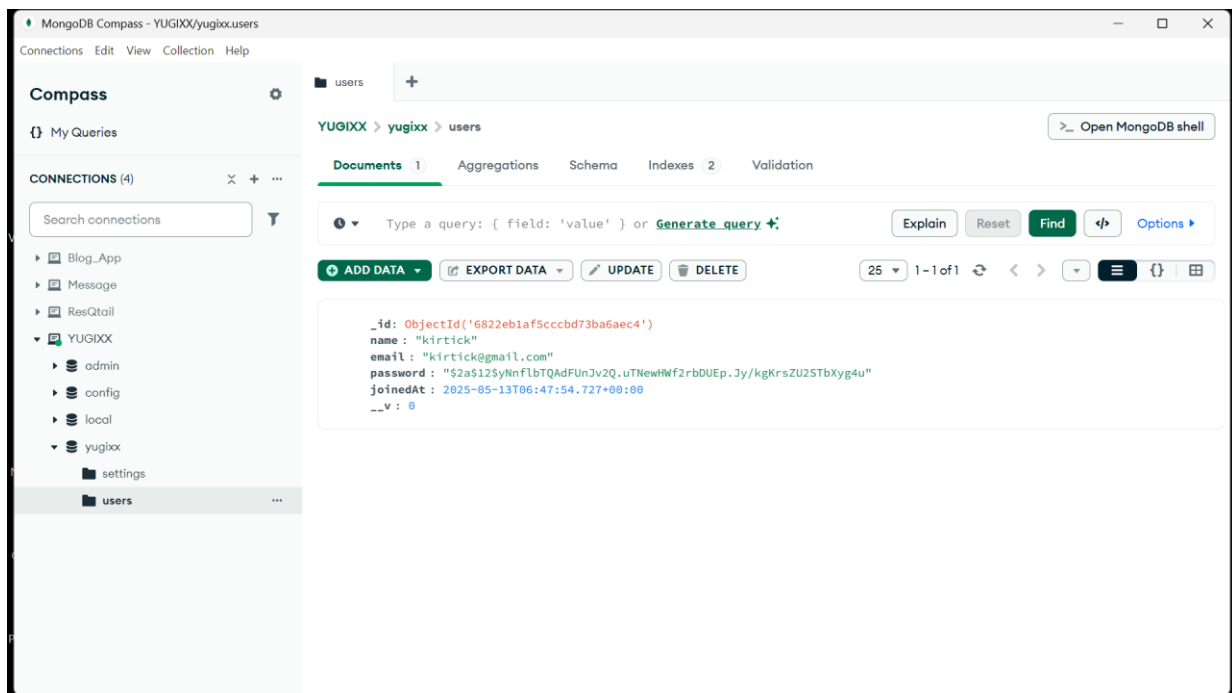 MongoDB Compass - YUGIXX/yugixx.users
Connections Edit View Collection Help
Compass
{} My Queries
CONNECTIONS (4)
Search connections
Blog_App
Message
ResQtail
YUGIXX
admin
config
local
yugixx
settings
users
users
YUGIXX > yugixx > users
>_ Open MongoDB shell
Documents 1 Aggregations Schema Indexes 2 Validation
Type a query: { field: 'value' } or Generate query
Explain Reset Find </> Options
ADD DATA EXPORT DATA UPDATE DELETE
25 1-1 of 1 {}
_id: ObjectId('6822eb1af5cccbd73ba6aec4')
name : "kirtick"
email : "kirtick@gmail.com"
password : "$2a$12$yNnflbTQAdFUnJv2Q.uTNewHWf2rbDUEp.Jy/kgKrsZU2STbXyg4u"
joinedAt : 2025-05-13T06:47:54.727+00:00
__v : 0